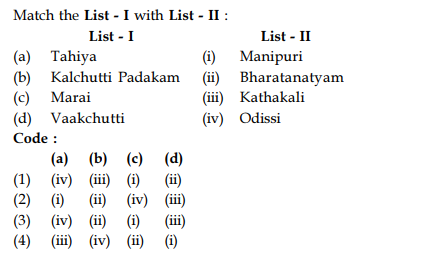 Match the List - I with List - II :
List - I List - II
(a) Tahiya (i) Manipuri
(b) Kalchutti Padakam (ii) Bharatanatyam
(c) Marai (iii) Kathakali
(d) Vaakchutti (iv) Odissi
Code :
(a) (b) (c) (d)
(1) (iv) (iii) (i) (ii)
(2) (i) (ii) (iv) (iii)
(3) (iv) (ii) (i) (iii)
(4) (iii) (iv) (ii) (i)